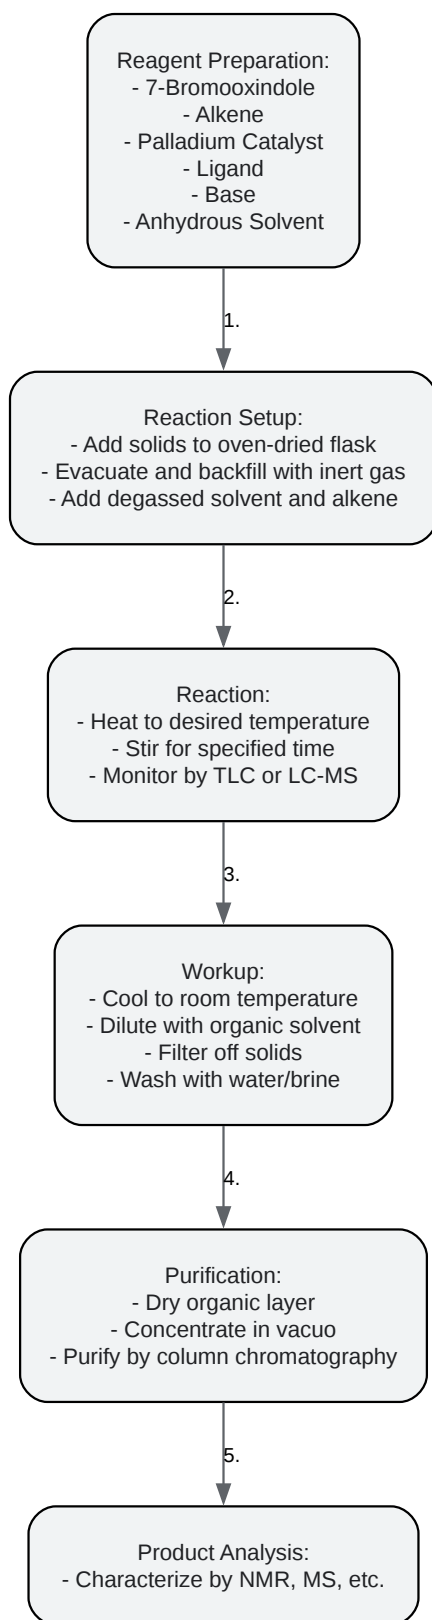 Reagent Preparation:
- 7-Bromooxindole
- Alkene
- Palladium Catalyst
- Ligand
- Base
- Anhydrous Solvent
1.
Reaction Setup:
- Add solids to oven-dried flask
- Evacuate and backfill with inert gas
- Add degassed solvent and alkene
2.
Reaction:
- Heat to desired temperature
- Stir for specified time
- Monitor by TLC or LC-MS
3.
Workup:
- Cool to room temperature
- Dilute with organic solvent
- Filter off solids
- Wash with water/brine
4.
Purification:
- Dry organic layer
- Concentrate in vacuo
- Purify by column chromatography
5.
Product Analysis:
- Characterize by NMR, MS, etc.